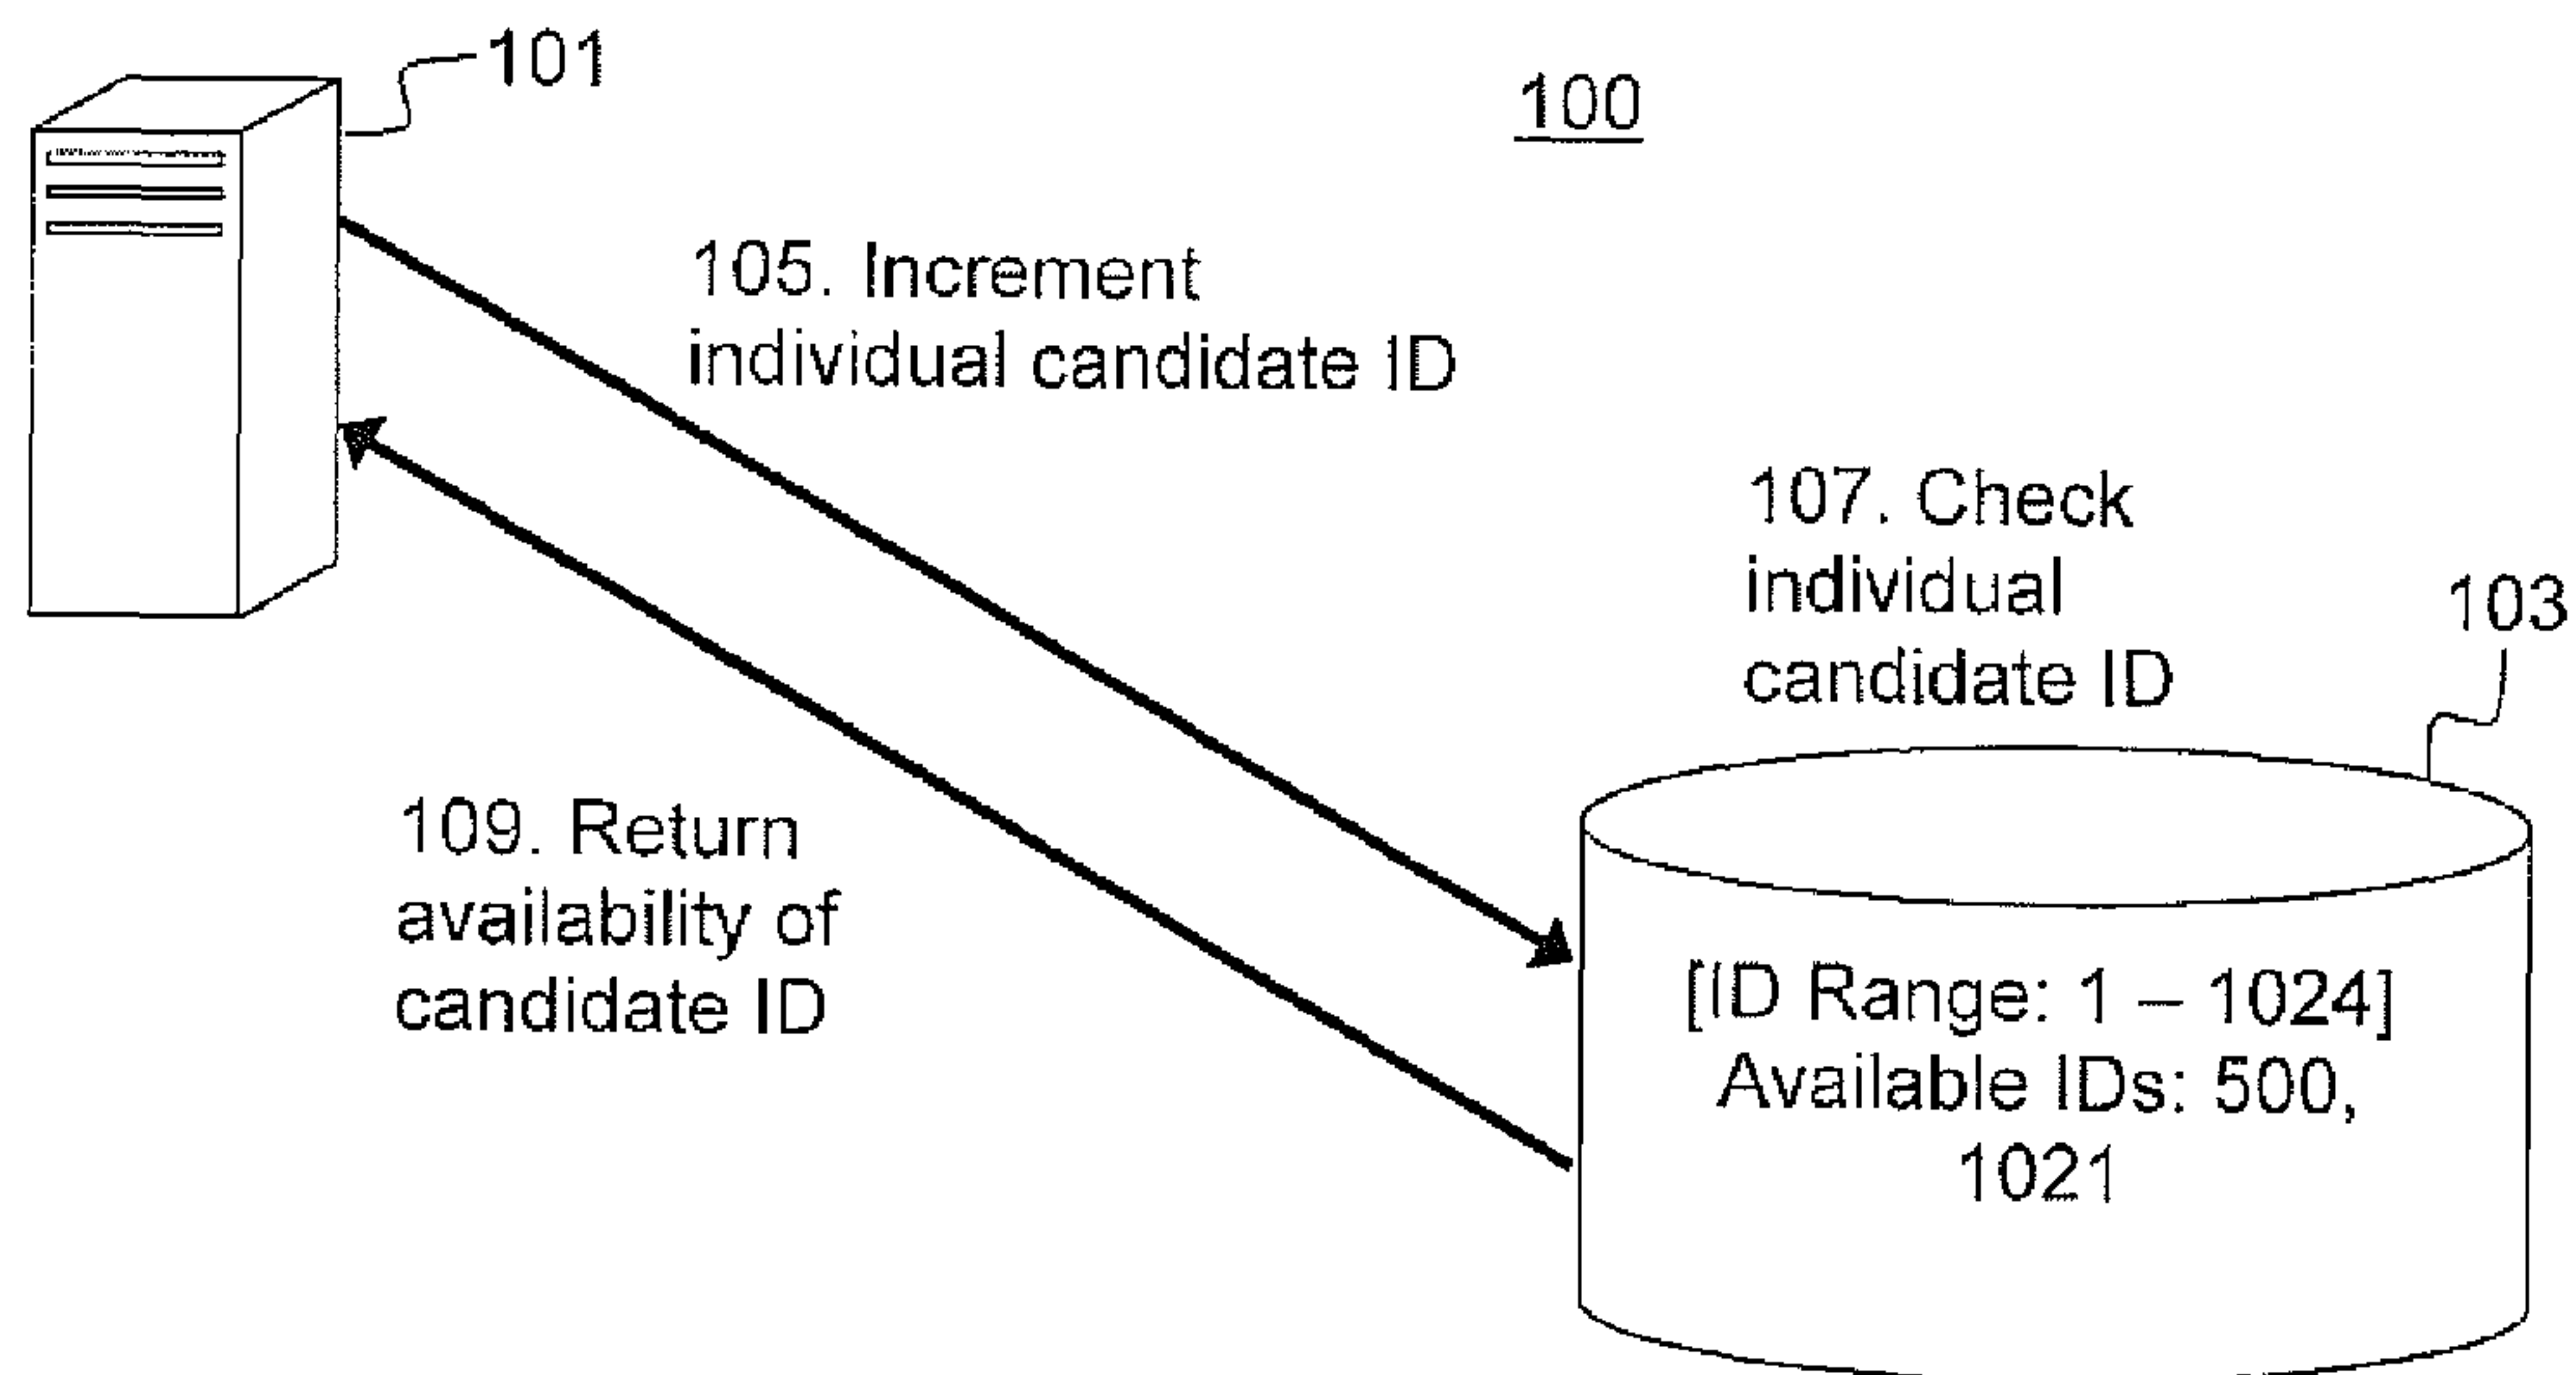 101
100
105. Increment
individual candidate ID
107. Check
individual
candidate ID
103
109. Return
availability of
candidate ID
[ID Range: 1 – 1024]
Available IDs: 500,
1021